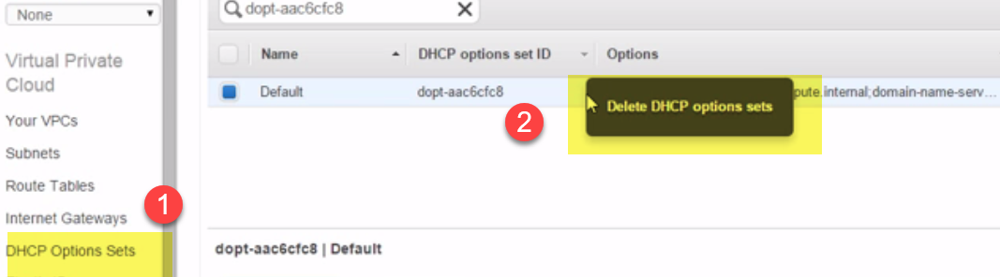 None
dopt-aac6cfc8
Virtual Private
Cloud
Your VPCs
Subnets
Route Tables
Internet Gateways
DHCP Options Sets
Name
DHCP options set ID
Options
Default
dopt-aac6cfc8
pute.internal;domain-name-serv...
Delete DHCP options sets
1
2
dopt-aac6cfc8 | Default